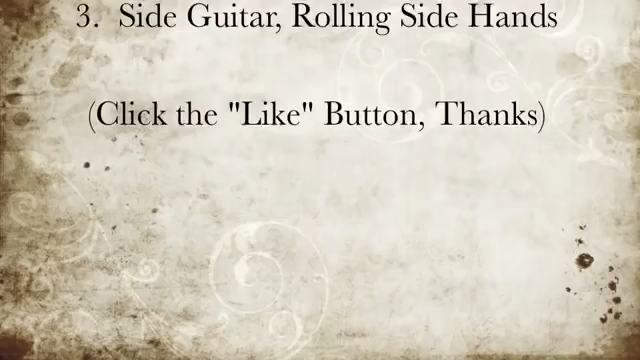 3. Side Guitar, Rolling Side Hands
(Click the "Like" Button, Thanks)